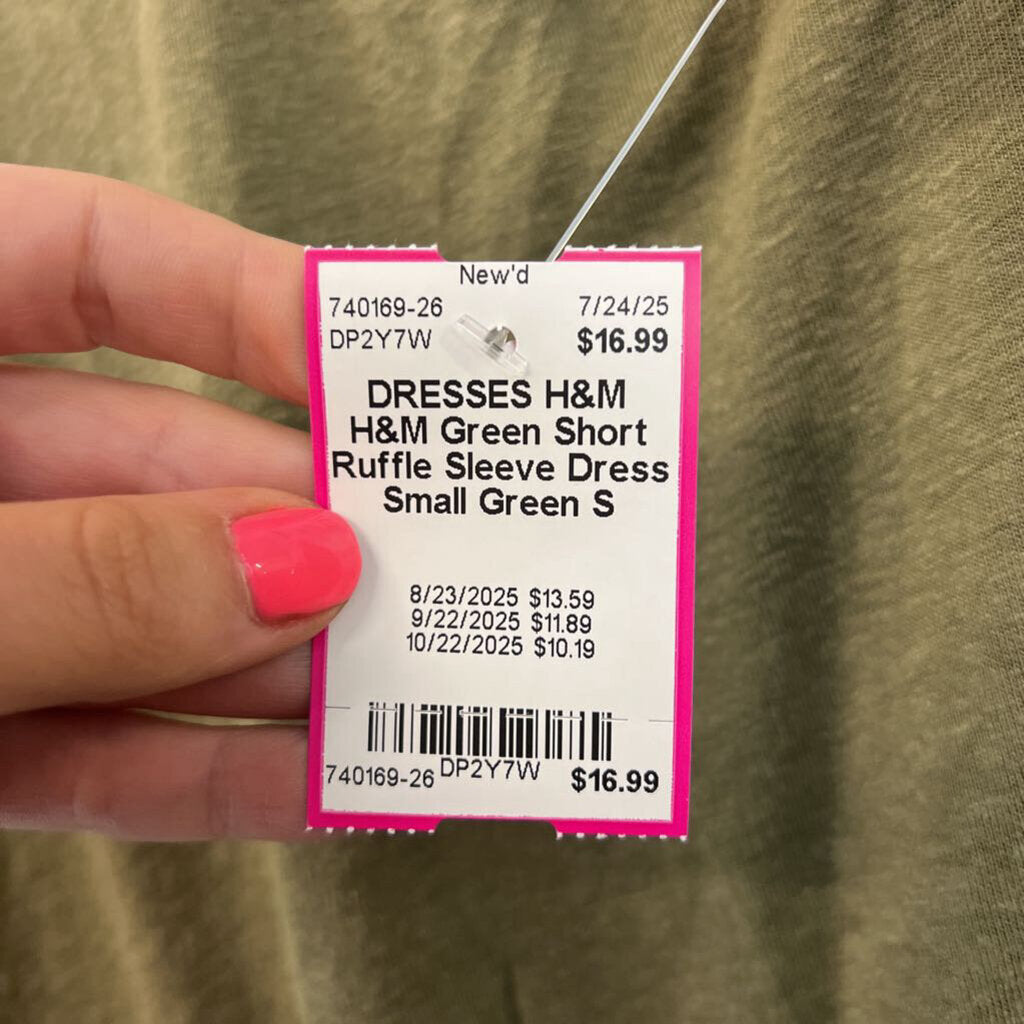 New'd
740169-26 7/24/25
DP2Y7W $16.99
DRESSES H&M
H&M Green Short
Ruffle Sleeve Dress
Small Green S
8/23/2025 $13.59
9/22/2025 $11.89
10/22/2025 $10.19
740169-26 DP2Y7W $16.99